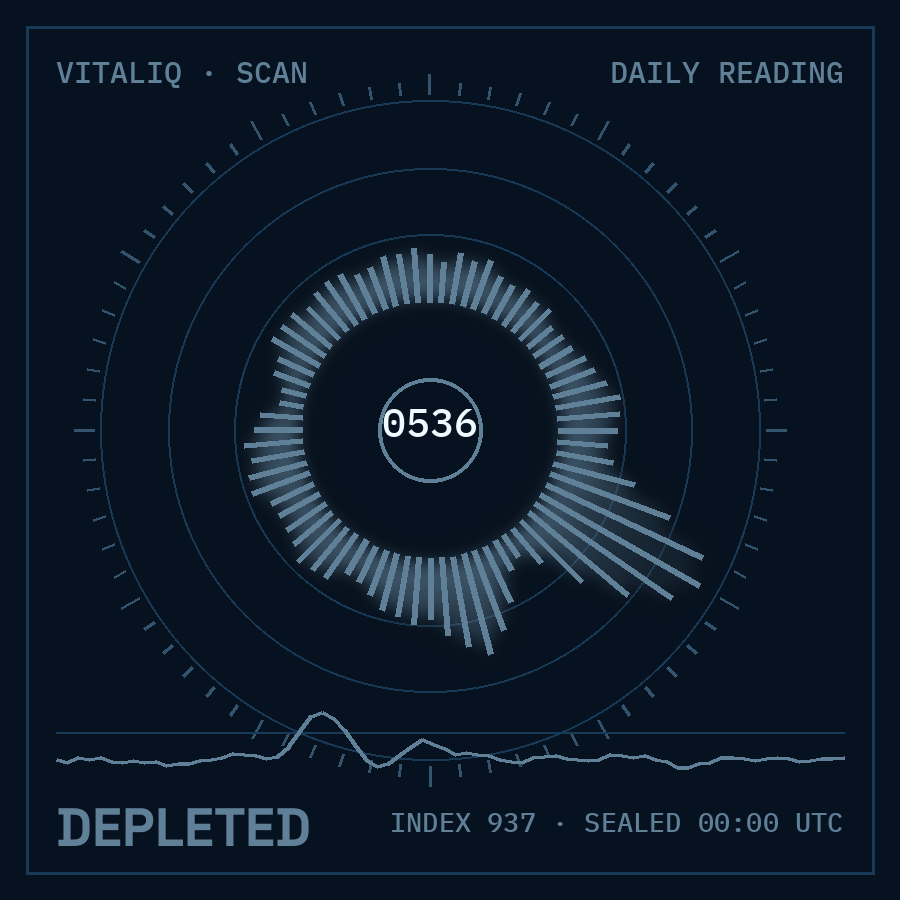 VITALIQ · SCAN
DAILY READING
0536
DEPLETED
INDEX 937 · SEALED 00:00 UTC